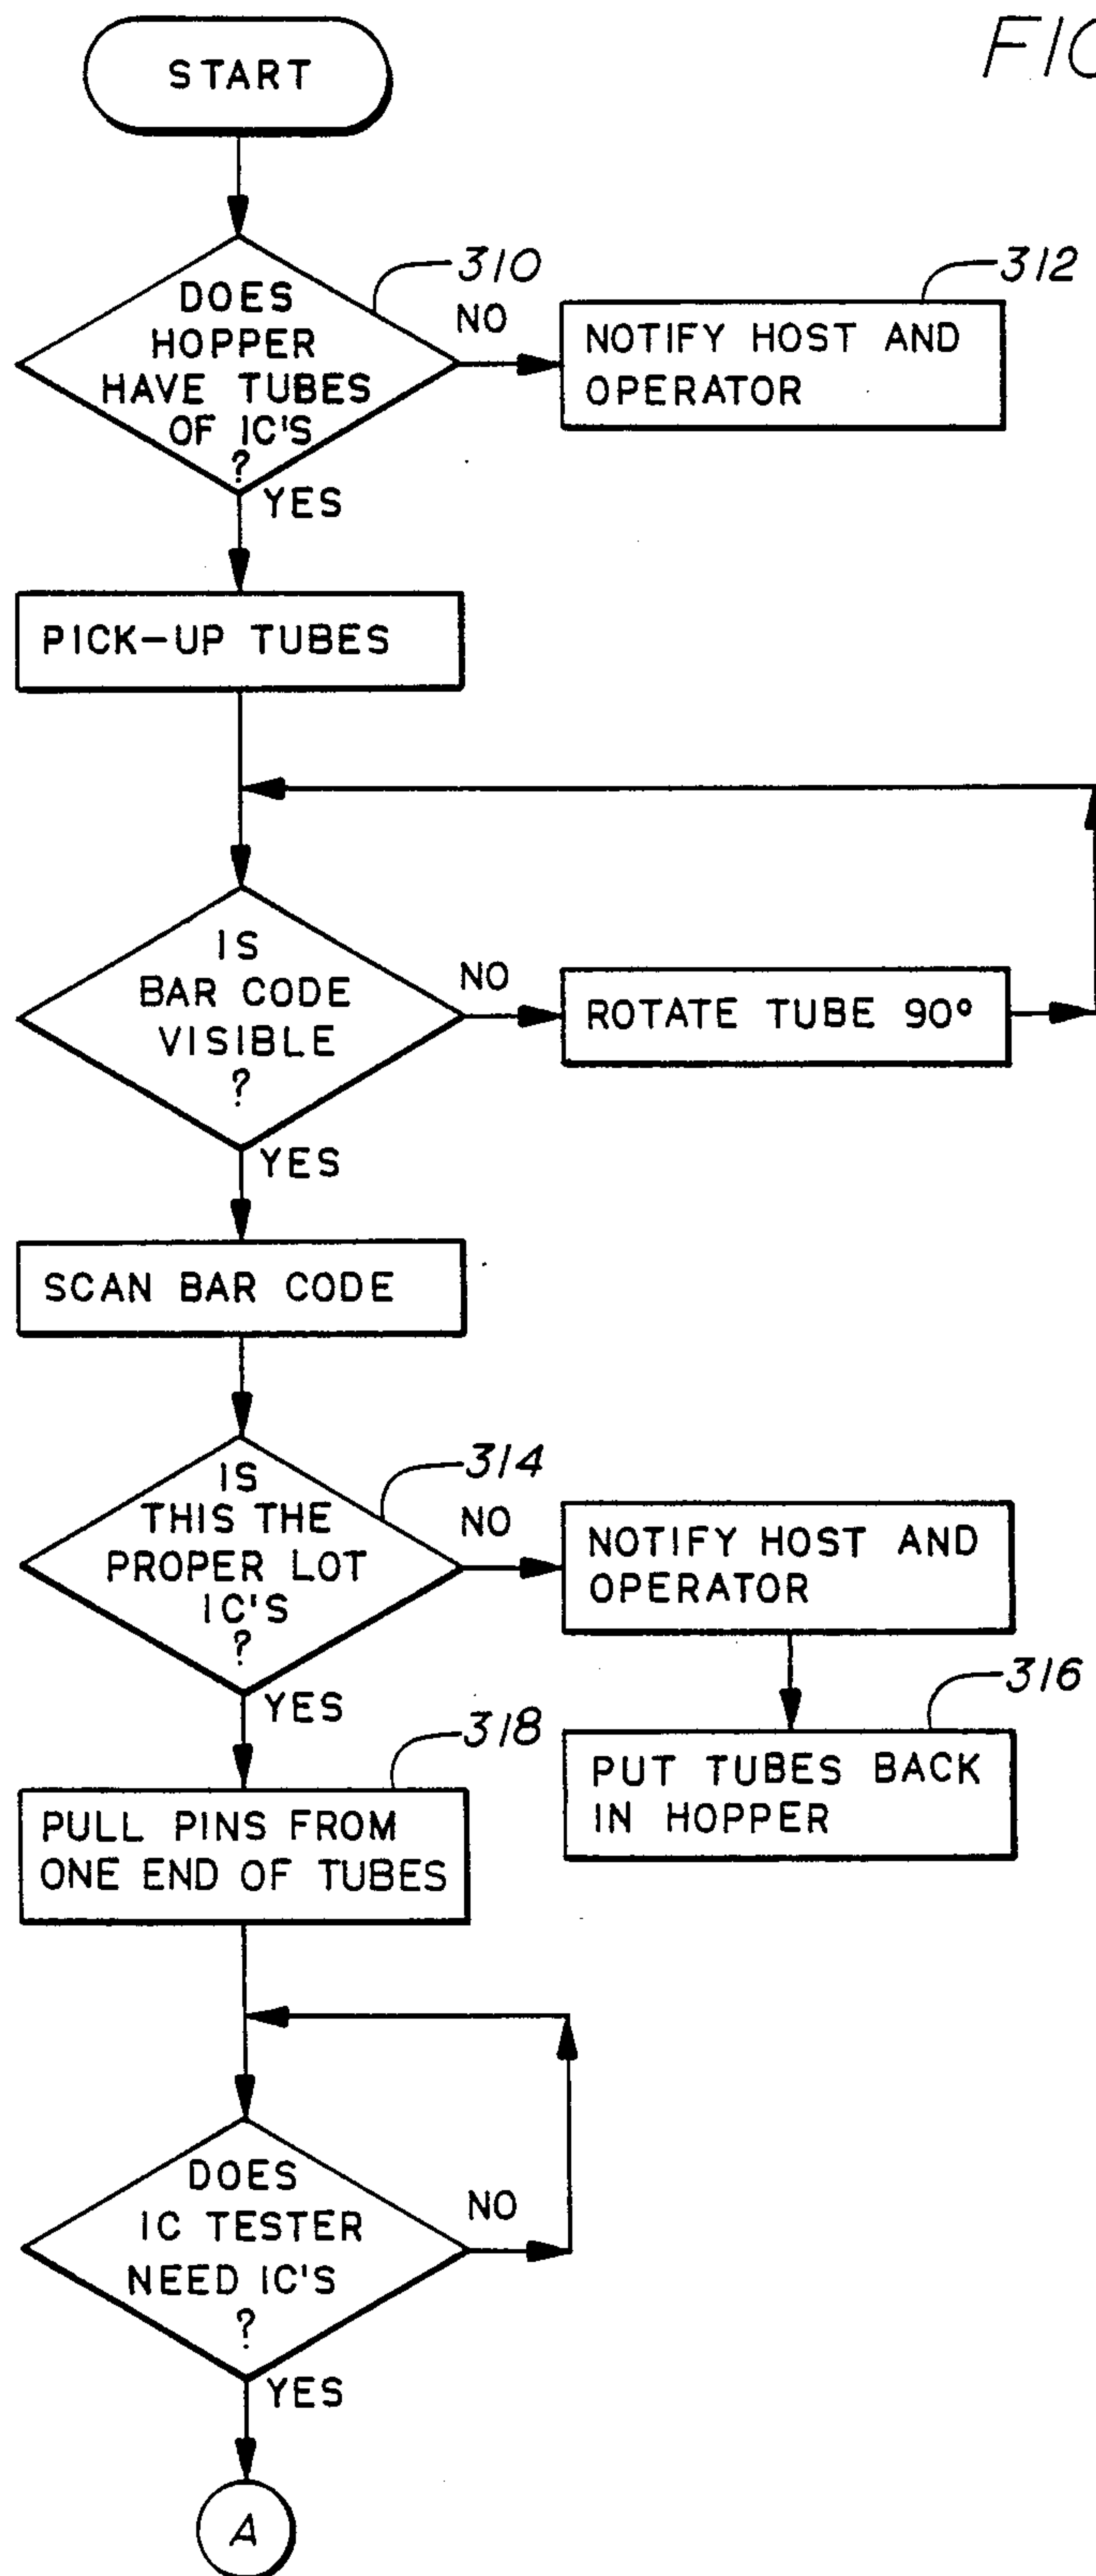 START
DOES
HOPPER
HAVE TUBES
OF IC'S
?
310
NO
NOTIFY HOST AND
OPERATOR
312
YES
PICK-UP TUBES
IS
BAR CODE
VISIBLE
?
NO
ROTATE TUBE 90°
YES
SCAN BAR CODE
IS
THIS THE
PROPER LOT
IC'S
?
314
NO
NOTIFY HOST AND
OPERATOR
316
PUT TUBES BACK
IN HOPPER
YES
318
PULL PINS FROM
ONE END OF TUBES
DOES
IC TESTER
NEED IC'S
?
NO
YES
A